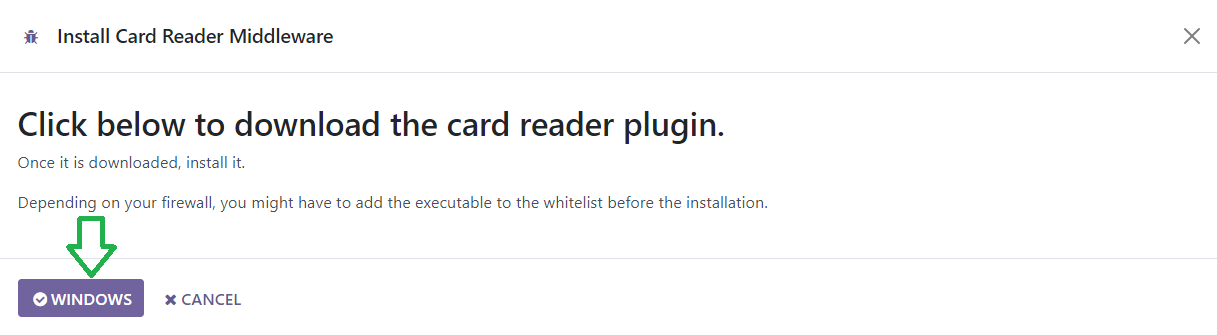 Install Card Reader Middleware
Click below to download the card reader plugin.
Once it is downloaded, install it.
Depending on your firewall, you might have to add the executable to the whitelist before the installation.
WINDOWS CANCEL